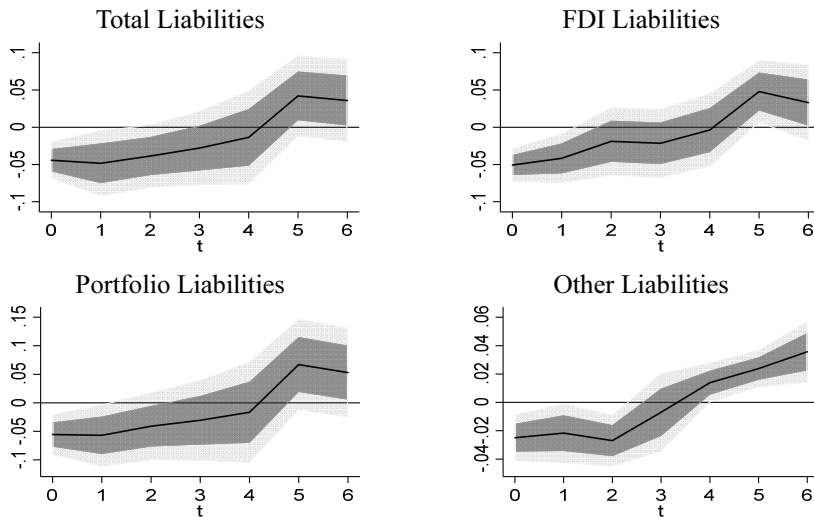 Total Liabilities
.1
.05
0
-.05
-.1
0 1 2 3 4 5 6
t
FDI Liabilities
.1
.05
0
-.05
-.1
0 1 2 3 4 5 6
t
Portfolio Liabilities
.15
.1
.05
0
-.05
-.1
0 1 2 3 4 5 6
t
Other Liabilities
.06
.04
.02
0
-.02
-.04
0 1 2 3 4 5 6
t